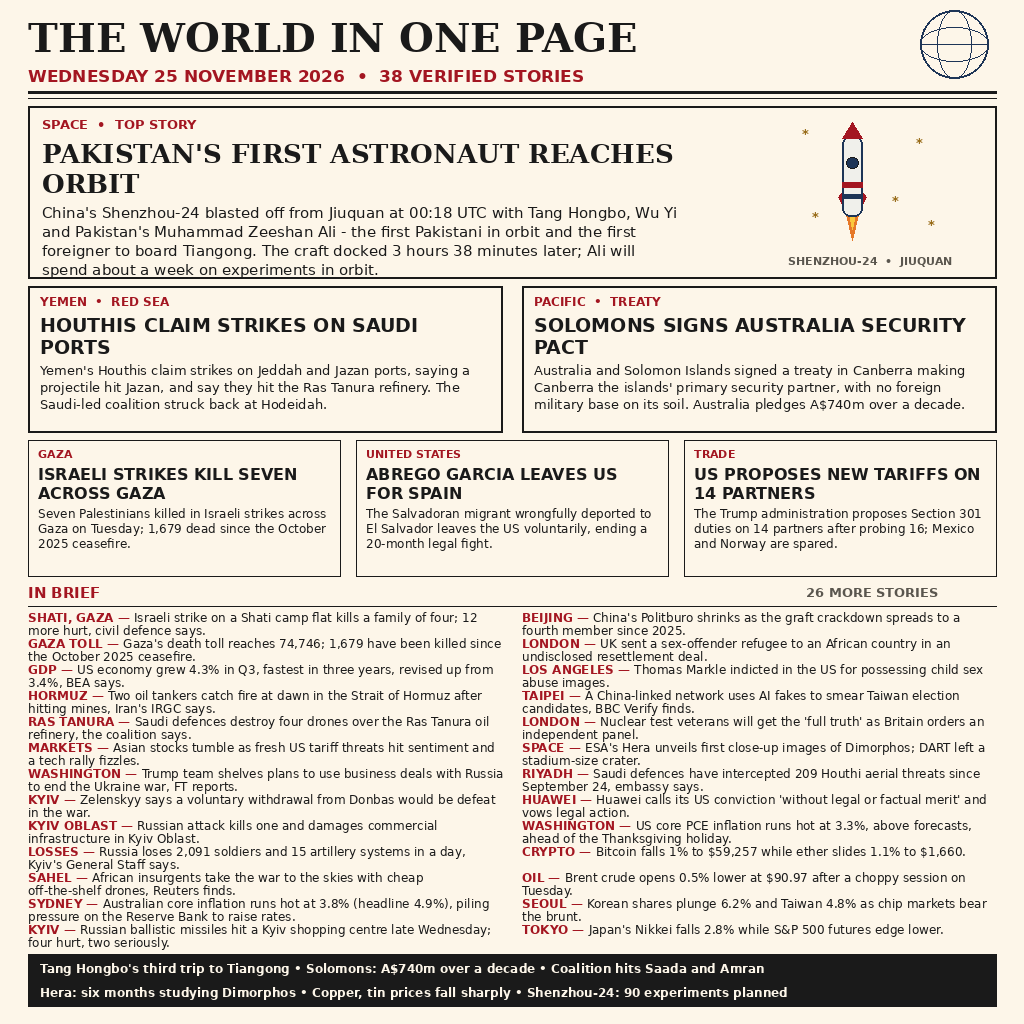 THE WORLD IN ONE PAGE
WEDNESDAY 25 NOVEMBER 2026 • 38 VERIFIED STORIES
SPACE • TOP STORY
PAKISTAN'S FIRST ASTRONAUT REACHES
ORBIT
China's Shenzhou-24 blasted off from Jiuquan at 00:18 UTC with Tang Hongbo, Wu Yi
and Pakistan's Muhammad Zeeshan Ali - the first Pakistani in orbit and the first
foreigner to board Tiangong. The craft docked 3 hours 38 minutes later; Ali will
spend about a week on experiments in orbit.
SHENZHOU-24 • JIUQUAN
YEMEN • RED SEA
HOUTHIS CLAIM STRIKES ON SAUDI
PORTS
Yemen's Houthis claim strikes on Jeddah and Jazan ports, saying a
projectile hit Jazan, and say they hit the Ras Tanura refinery. The
Saudi-led coalition struck back at Hodeidah.
PACIFIC • TREATY
SOLOMONS SIGNS AUSTRALIA SECURITY
PACT
Australia and Solomon Islands signed a treaty in Canberra making
Canberra the islands' primary security partner, with no foreign
military base on its soil. Australia pledges A$740m over a decade.
GAZA
ISRAELI STRIKES KILL SEVEN
ACROSS GAZA
Seven Palestinians killed in Israeli strikes across
Gaza on Tuesday; 1,679 dead since the October
2025 ceasefire.
UNITED STATES
ABREGO GARCIA LEAVES US
FOR SPAIN
The Salvadoran migrant wrongfully deported to
El Salvador leaves the US voluntarily, ending a
20-month legal fight.
TRADE
US PROPOSES NEW TARIFFS ON
14 PARTNERS
The Trump administration proposes Section 301
duties on 14 partners after probing 16; Mexico
and Norway are spared.
IN BRIEF
26 MORE STORIES
SHATI, GAZA — Israeli strike on a Shati camp flat kills a family of four; 12
more hurt, civil defence says.
GAZA TOLL — Gaza's death toll reaches 74,746; 1,679 have been killed since
the October 2025 ceasefire.
GDP — US economy grew 4.3% in Q3, fastest in three years, revised up from
3.4%, BEA says.
HORMUZ — Two oil tankers catch fire at dawn in the Strait of Hormuz after
hitting mines, Iran's IRGC says.
RAS TANURA — Saudi defences destroy four drones over the Ras Tanura oil
refinery, the coalition says.
MARKETS — Asian stocks tumble as fresh US tariff threats hit sentiment and
a tech rally fizzles.
WASHINGTON — Trump team shelves plans to use business deals with Russia
to end the Ukraine war, FT reports.
KYIV — Zelenskyy says a voluntary withdrawal from Donbas would be defeat
in the war.
KYIV OBLAST — Russian attack kills one and damages commercial
infrastructure in Kyiv Oblast.
LOSSES — Russia loses 2,091 soldiers and 15 artillery systems in a day,
Kyiv's General Staff says.
SAHEL — African insurgents take the war to the skies with cheap
off-the-shelf drones, Reuters finds.
SYDNEY — Australian core inflation runs hot at 3.8% (headline 4.9%), piling
pressure on the Reserve Bank to raise rates.
KYIV — Russian ballistic missiles hit a Kyiv shopping centre late Wednesday;
four hurt, two seriously.
BEIJING — China's Politburo shrinks as the graft crackdown spreads to a
fourth member since 2025.
LONDON — UK sent a sex-offender refugee to an African country in an
undisclosed resettlement deal.
LOS ANGELES — Thomas Markle indicted in the US for possessing child sex
abuse images.
TAIPEI — A China-linked network uses AI fakes to smear Taiwan election
candidates, BBC Verify finds.
LONDON — Nuclear test veterans will get the 'full truth' as Britain orders an
independent panel.
SPACE — ESA's Hera unveils first close-up images of Dimorphos; DART left a
stadium-size crater.
RIYADH — Saudi defences have intercepted 209 Houthi aerial threats since
September 24, embassy says.
HUAWEI — Huawei calls its US conviction 'without legal or factual merit' and
vows legal action.
WASHINGTON — US core PCE inflation runs hot at 3.3%, above forecasts,
ahead of the Thanksgiving holiday.
CRYPTO — Bitcoin falls 1% to $59,257 while ether slides 1.1% to $1,660.
OIL — Brent crude opens 0.5% lower at $90.97 after a choppy session on
Tuesday.
SEOUL — Korean shares plunge 6.2% and Taiwan 4.8% as chip markets bear
the brunt.
TOKYO — Japan's Nikkei falls 2.8% while S&P 500 futures edge lower.
Tang Hongbo's third trip to Tiangong • Solomons: A$740m over a decade • Coalition hits Saada and Amran
Hera: six months studying Dimorphos • Copper, tin prices fall sharply • Shenzhou-24: 90 experiments planned